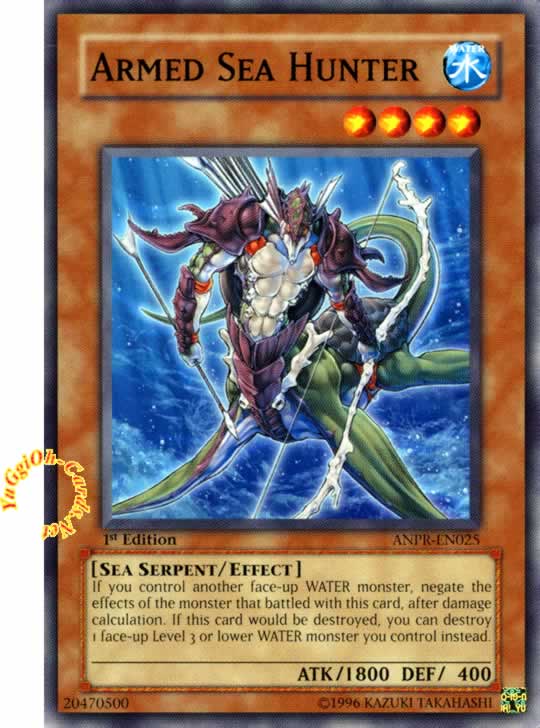 ARMED SEA HUNTER
WATER
水
YuGgiOh-Cards.Net
1st Edition
ANPR-EN025
[SEA SERPENT/EFFECT]
If you control another face-up WATER monster, negate the
effects of the monster that battled with this card, after damage
calculation. If this card would be destroyed, you can destroy
1 face-up Level 3 or lower WATER monster you control instead.
ATK/1800 DEF/ 400
20470500
©1996 KAZUKI TAKAHASHI